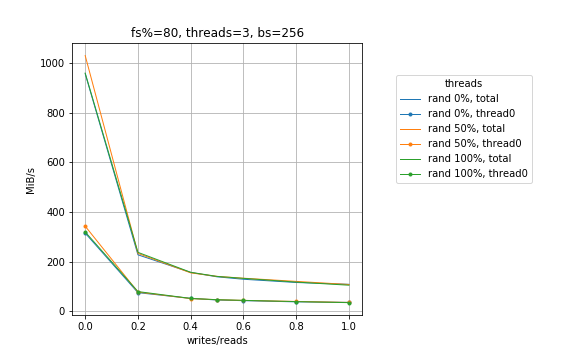 fs%=80, threads=3, bs=256
MiB/s
1000
800
600
400
200
0
0.0 0.2 0.4 0.6 0.8 1.0
writes/reads
threads
rand 0%, total
rand 0%, thread0
rand 50%, total
rand 50%, thread0
rand 100%, total
rand 100%, thread0